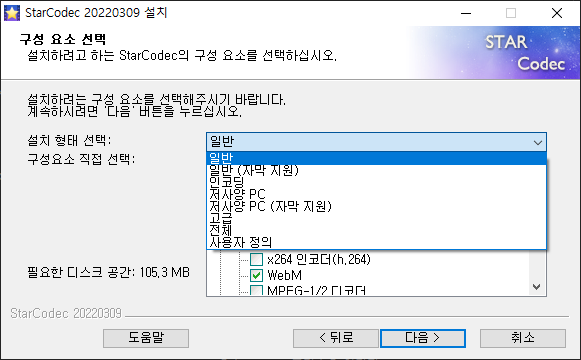 StarCodec 20220309 설치
구성 요소 선택
설치하려고 하는 StarCodec의 구성 요소를 선택하십시오.
STAR
Codec
설치하려는 구성 요소를 선택해주시기 바랍니다.
계속하시려면 '다음' 버튼을 누르십시오.
설치 형태 선택:
일반
구성요소 직접 선택:
일반
일반 (자막 지원)
인코딩
저사양 PC
저사양 PC (자막 지원)
고급
전체
사용자 정의
x264 인코더(h.264)
WebM
MPEG-1/2 디코더
필요한 디스크 공간: 105.3 MB
StarCodec 20220309
도움말
< 뒤로
다음 >
취소